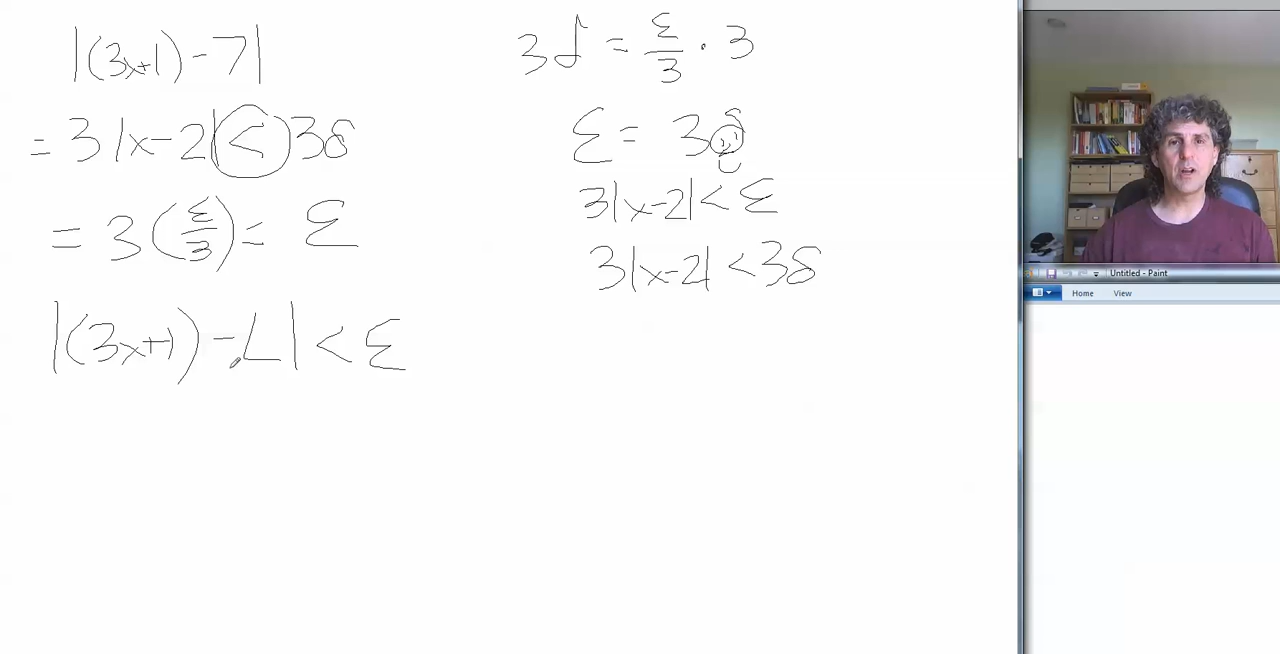 |(3x+1) - 7|
= 3|x-2| < 3δ
= 3(ε/3) = ε
|(3x+1) - L| < ε
3δ = ε/3 · 3
ε = 3δ
3|x-2| < ε
3|x-2| < 3δ
Untitled - Paint
Home View